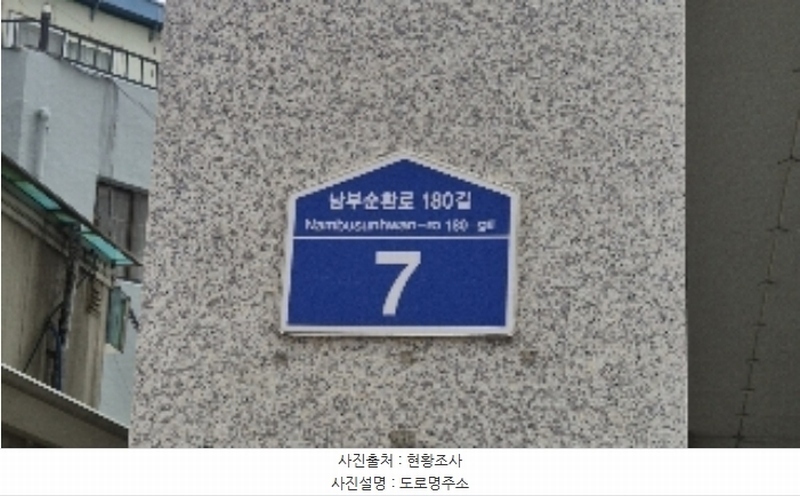 남부순환로 180길
Nambusunhwan-ro 180 gil
7
사진출처 : 현황조사
사진설명 : 도로명주소